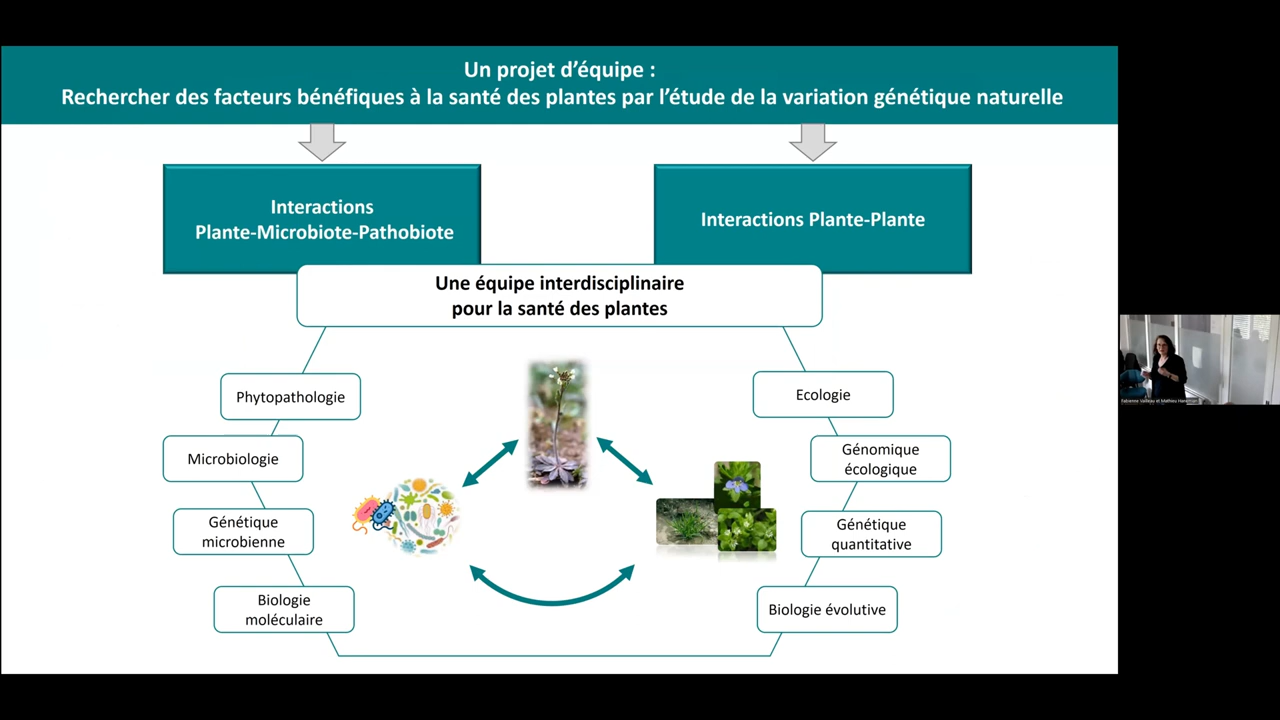 Un projet d'équipe :
Rechercher des facteurs bénéfiques à la santé des plantes par l'étude de la variation génétique naturelle
Interactions
Plante-Microbiote-Pathobiote
Interactions Plante-Plante
Une équipe interdisciplinaire
pour la santé des plantes
Phytopathologie
Microbiologie
Génétique
microbienne
Biologie
moléculaire
Ecologie
Génomique
écologique
Génétique
quantitative
Biologie évolutive